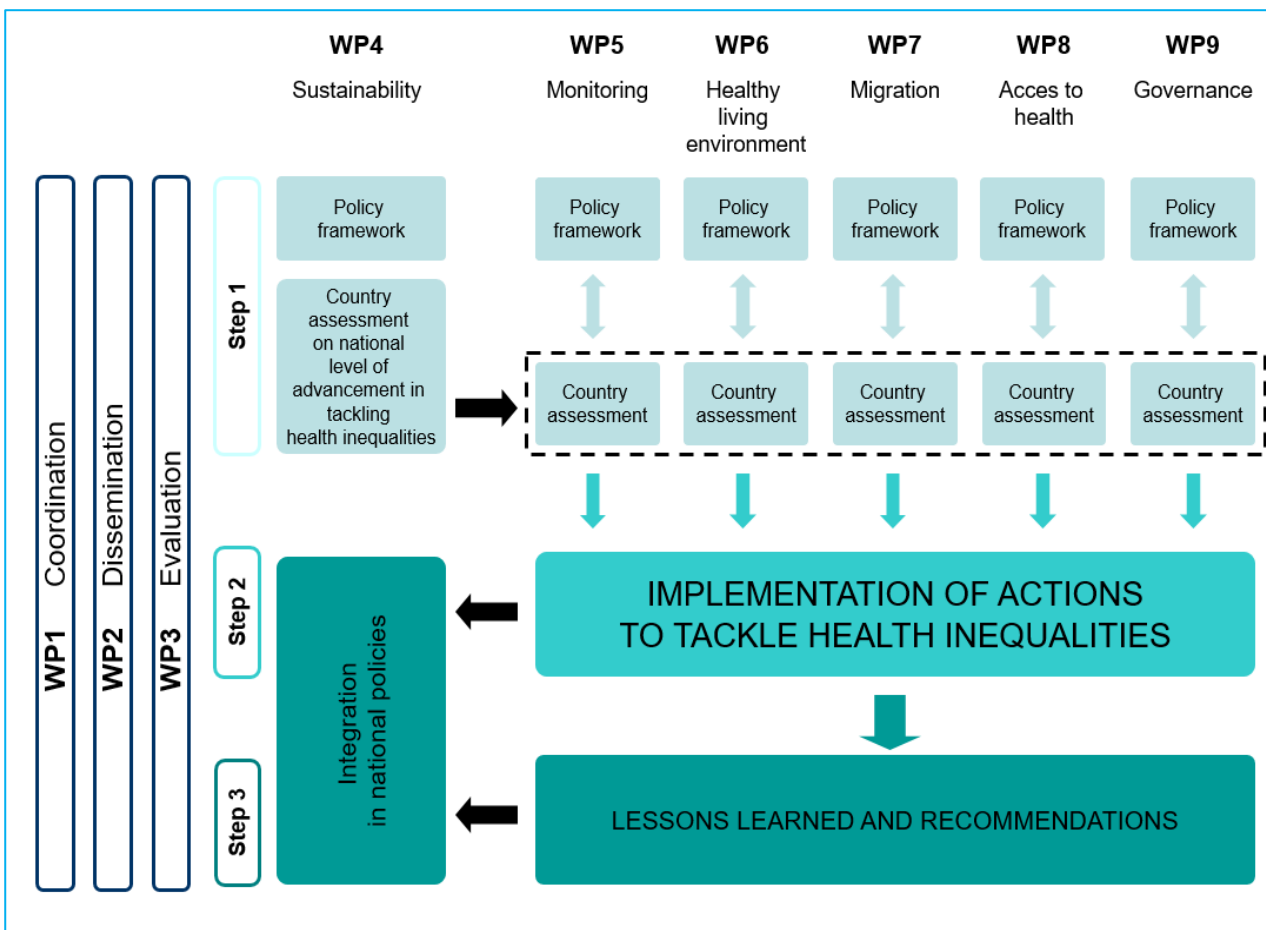 WP4
Sustainability
WP5
Monitoring
WP6
Healthy
living
environment
WP7
Migration
WP8
Acces to
health
WP9
Governance
WP1 Coordination
WP2 Dissemination
WP3 Evaluation
Step 1
Policy
framework
Policy
framework
Policy
framework
Policy
framework
Policy
framework
Policy
framework
Country
assessment
on national
level of
advancement in
tackling
health inequalities
Country
assessment
Country
assessment
Country
assessment
Country
assessment
Country
assessment
Step 2
Integration
in national policies
IMPLEMENTATION OF ACTIONS
TO TACKLE HEALTH INEQUALITIES
Step 3
LESSONS LEARNED AND RECOMMENDATIONS